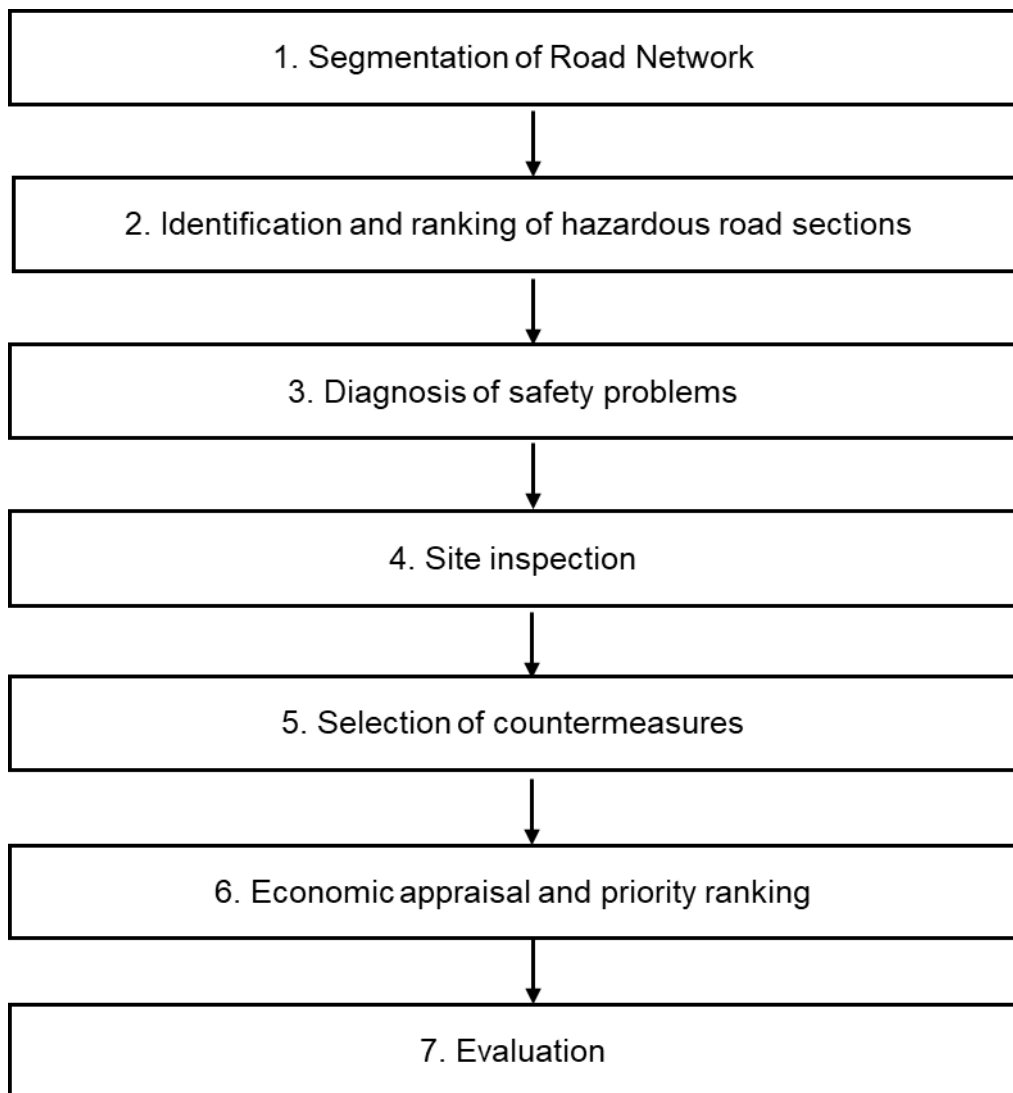 1. Segmentation of Road Network
2. Identification and ranking of hazardous road sections
3. Diagnosis of safety problems
4. Site inspection
5. Selection of countermeasures
6. Economic appraisal and priority ranking
7. Evaluation